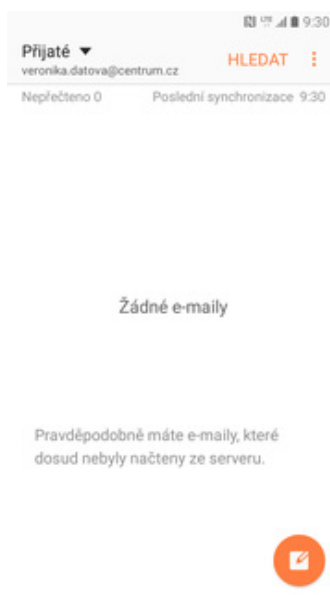 9:30
Přijaté
HLEDAT
veronika.datova@centrum.cz
Nepřečteno 0 Poslední synchronizace 9:30
Žádné e-maily
Pravděpodobně máte e-maily, které
dosud nebyly načteny ze serveru.